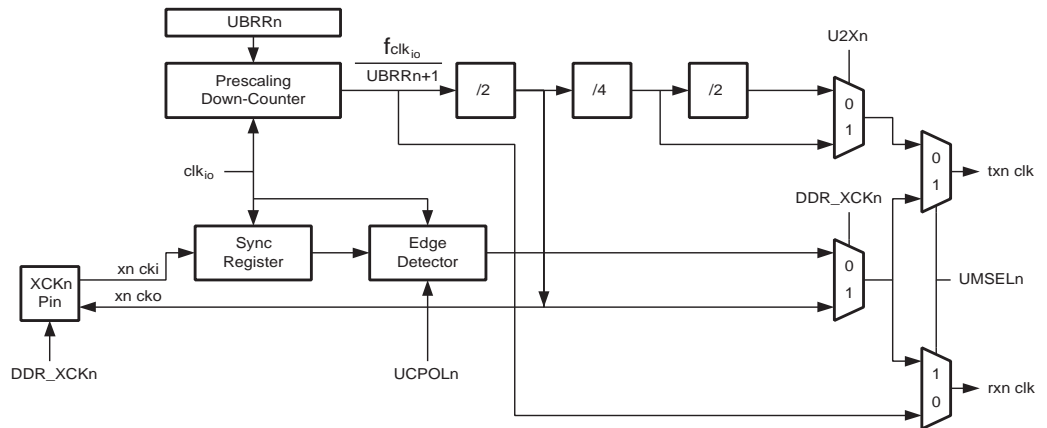 UBRRn
fclkio
UBRRn+1
U2Xn
Prescaling
Down-Counter
/2
/4
/2
0
1
clkio
0
1
txn clk
DDR_XCKn
Sync
Register
Edge
Detector
xn cki
0
1
XCKn
Pin
xn cko
UMSELn
DDR_XCKn
UCPOLn
1
0
rxn clk